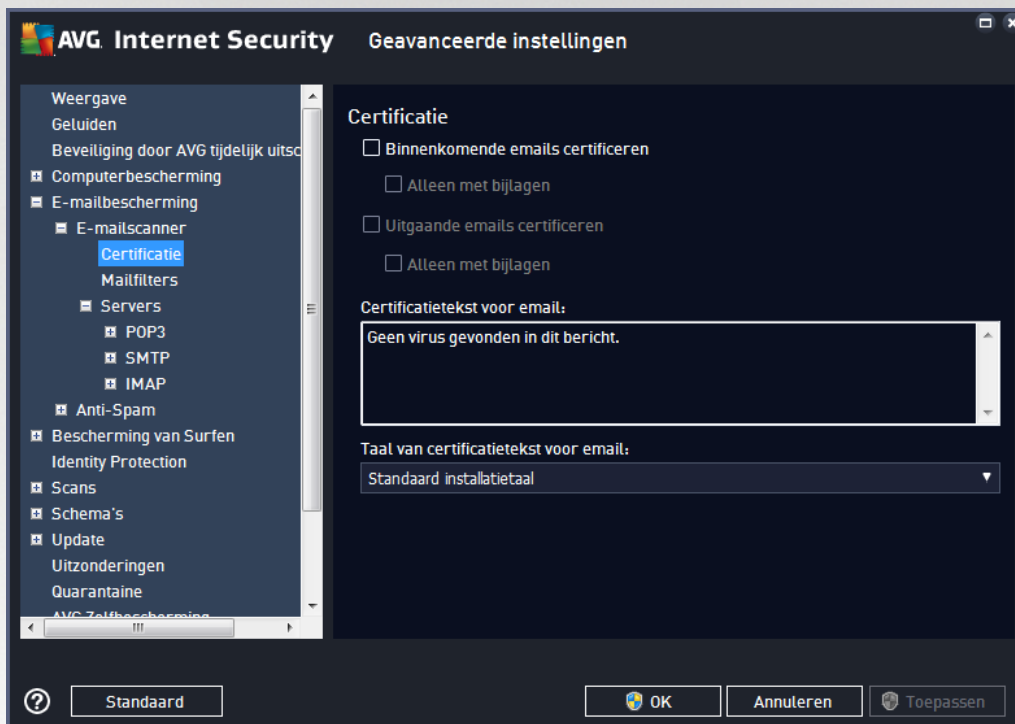 AVG. Internet Security Geavanceerde instellingen
Weergave
Geluiden
Beveiliging door AVG tijdelijk uitsc
Computerbescherming
E-mailbescherming
E-mailscanner
Certificatie
Mailfilters
Servers
POP3
SMTP
IMAP
Anti-Spam
Bescherming van Surfen
Identity Protection
Scans
Schema's
Update
Uitzonderingen
Quarantaine
AVG Zelfbescherming
Certificatie
Binnenkomende emails certificeren
Alleen met bijlagen
Uitgaande emails certificeren
Alleen met bijlagen
Certificatietekst voor email:
Geen virus gevonden in dit bericht.
Taal van certificatietekst voor email:
Standaard installatietaal
Standaard
OK
Annuleren
Toepassen